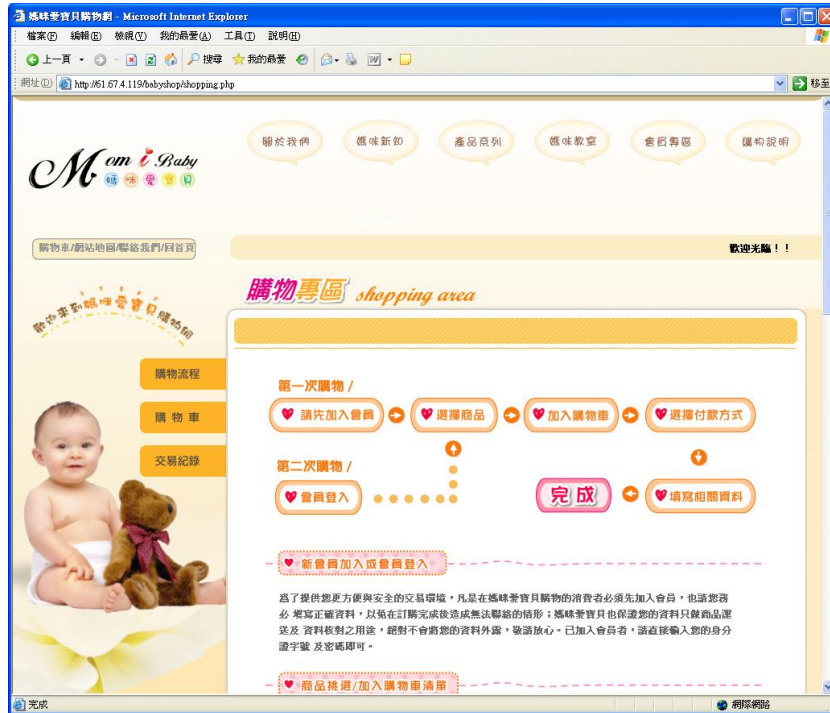 媽咪愛寶貝購物網 - Microsoft Internet Explorer
檔案(F) 編輯(E) 檢視(V) 我的最愛(A) 工具(T) 說明(H)
上一頁 搜尋 我的最愛
網址(D) http://61.67.4.119/babyshop/shopping.php 移至
關於我們 媽咪新知 產品系列 媽咪教室 會員專區 購物說明
Mom i Baby
媽咪愛寶貝
購物車/網站地圖/聯絡我們/回首頁
歡迎光臨！！
購物專區 shopping area
歡迎來到媽咪愛寶貝購物網
購物流程
購 物 車
交易紀錄
第一次購物 /
請先加入會員 選擇商品 加入購物車 選擇付款方式
第二次購物 /
會員登入 完成 填寫相關資料
新會員加入或會員登入
為了提供您更方便與安全的交易環境，凡是在媽咪愛寶貝購物的消費者必須先加入會員，也請您務
必 填寫正確資料，以免在訂購完成後造成無法聯絡的情形；媽咪愛寶貝也保證您的資料只做商品運
送及 資料核對之用途，絕對不會將您的資料外露，敬請放心。已加入會員者，請直接輸入您的身分
證字號 及密碼即可。
商品挑選/加入購物車清單
完成 網際網路